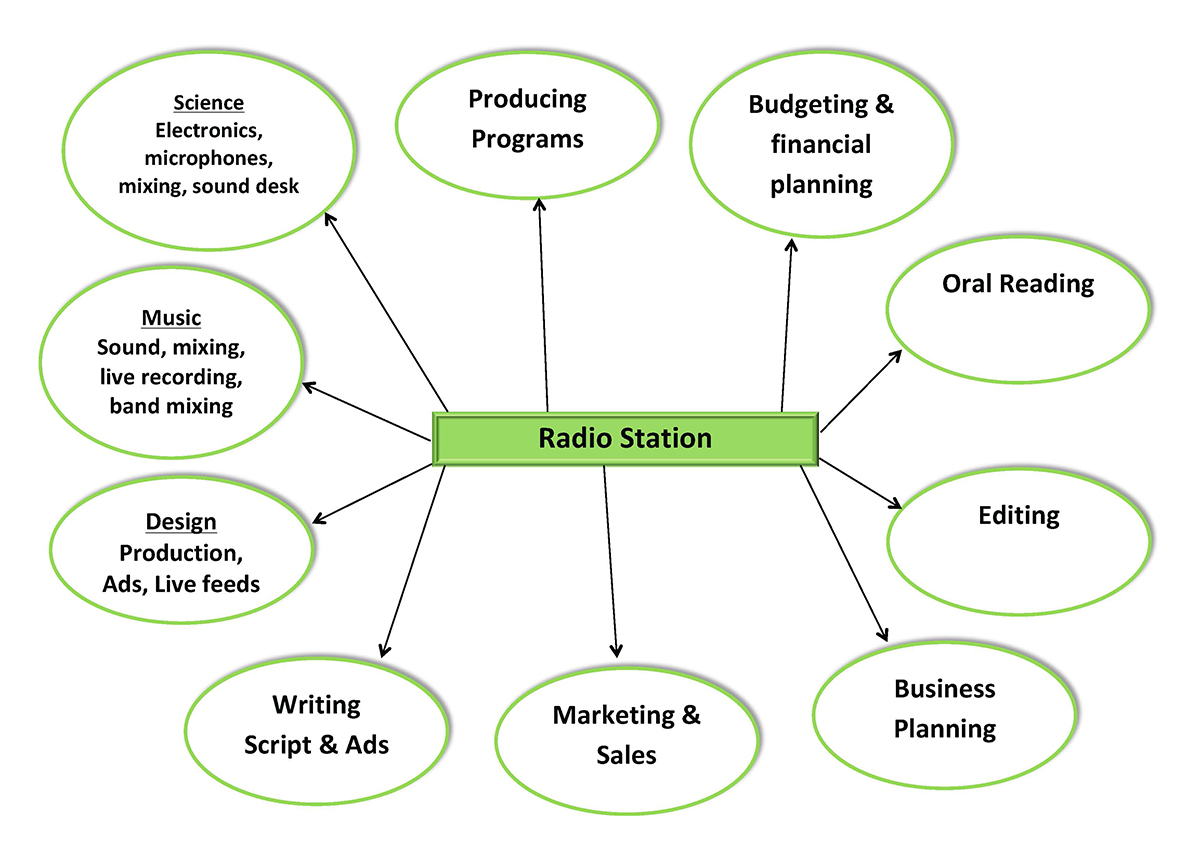 Science
Electronics,
microphones,
mixing, sound desk
Producing
Programs
Budgeting &
financial
planning
Oral Reading
Music
Sound, mixing,
live recording,
band mixing
Radio Station
Design
Production,
Ads, Live feeds
Editing
Writing
Script & Ads
Marketing &
Sales
Business
Planning